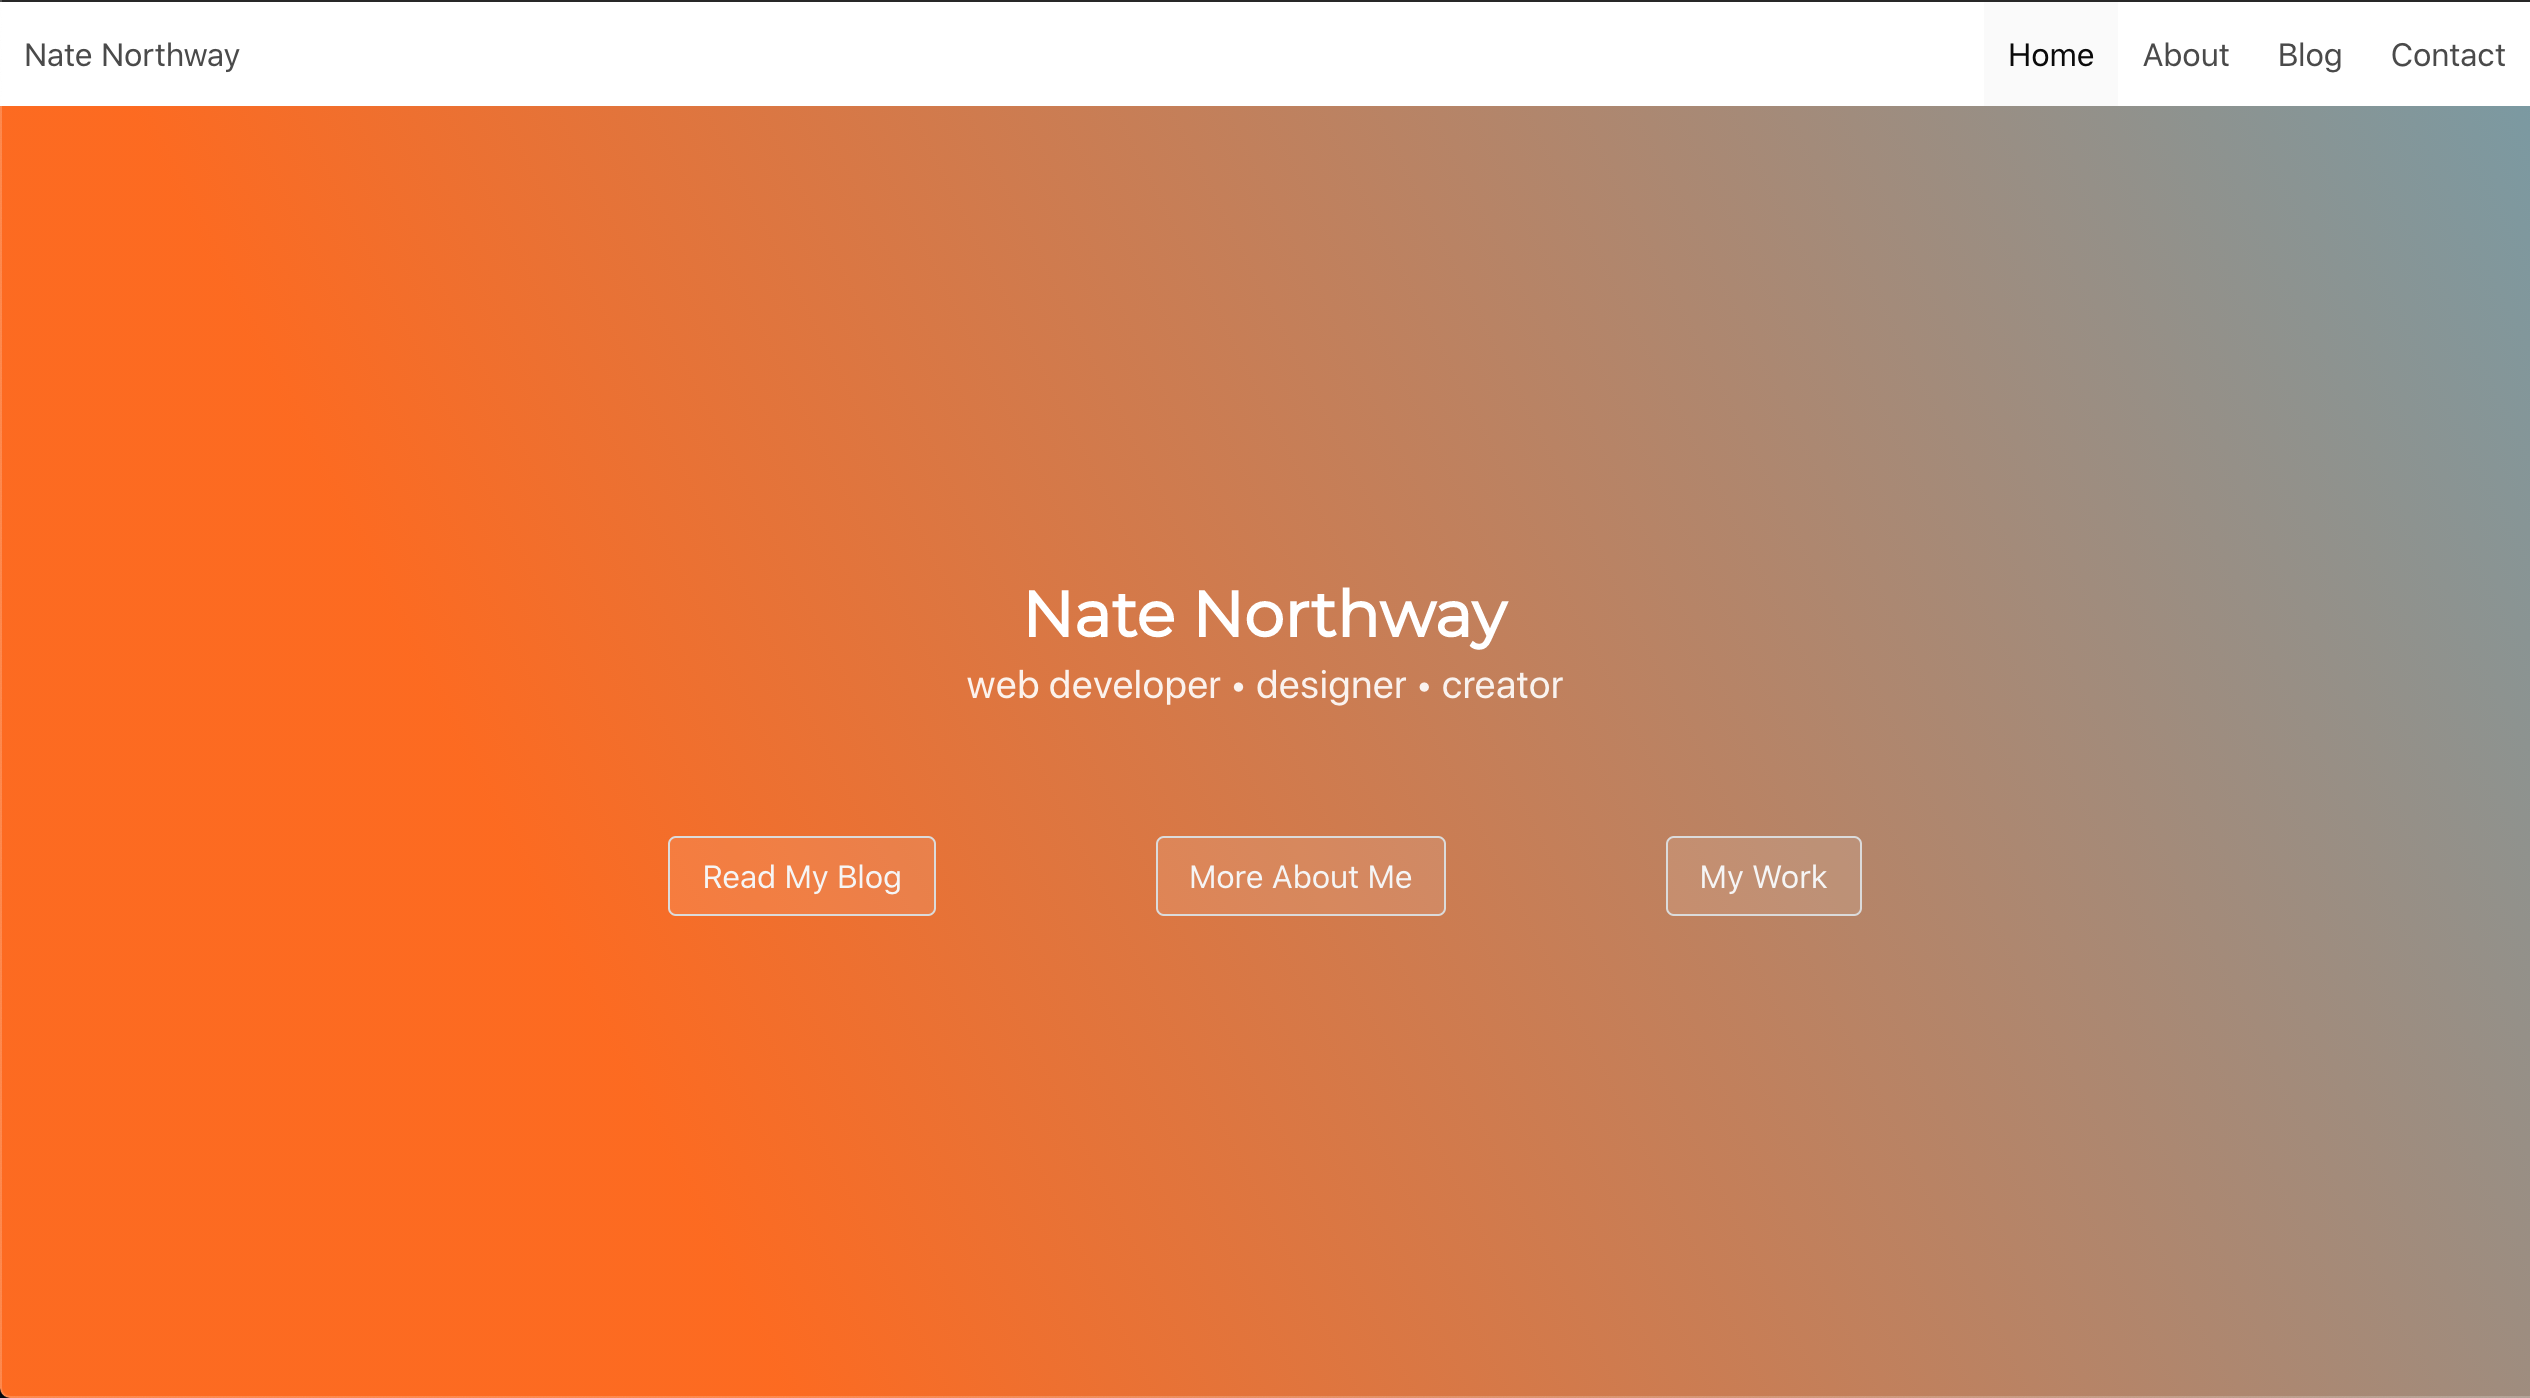 Nate Northway
Home About Blog Contact
Nate Northway
web developer • designer • creator
Read My Blog
More About Me
My Work